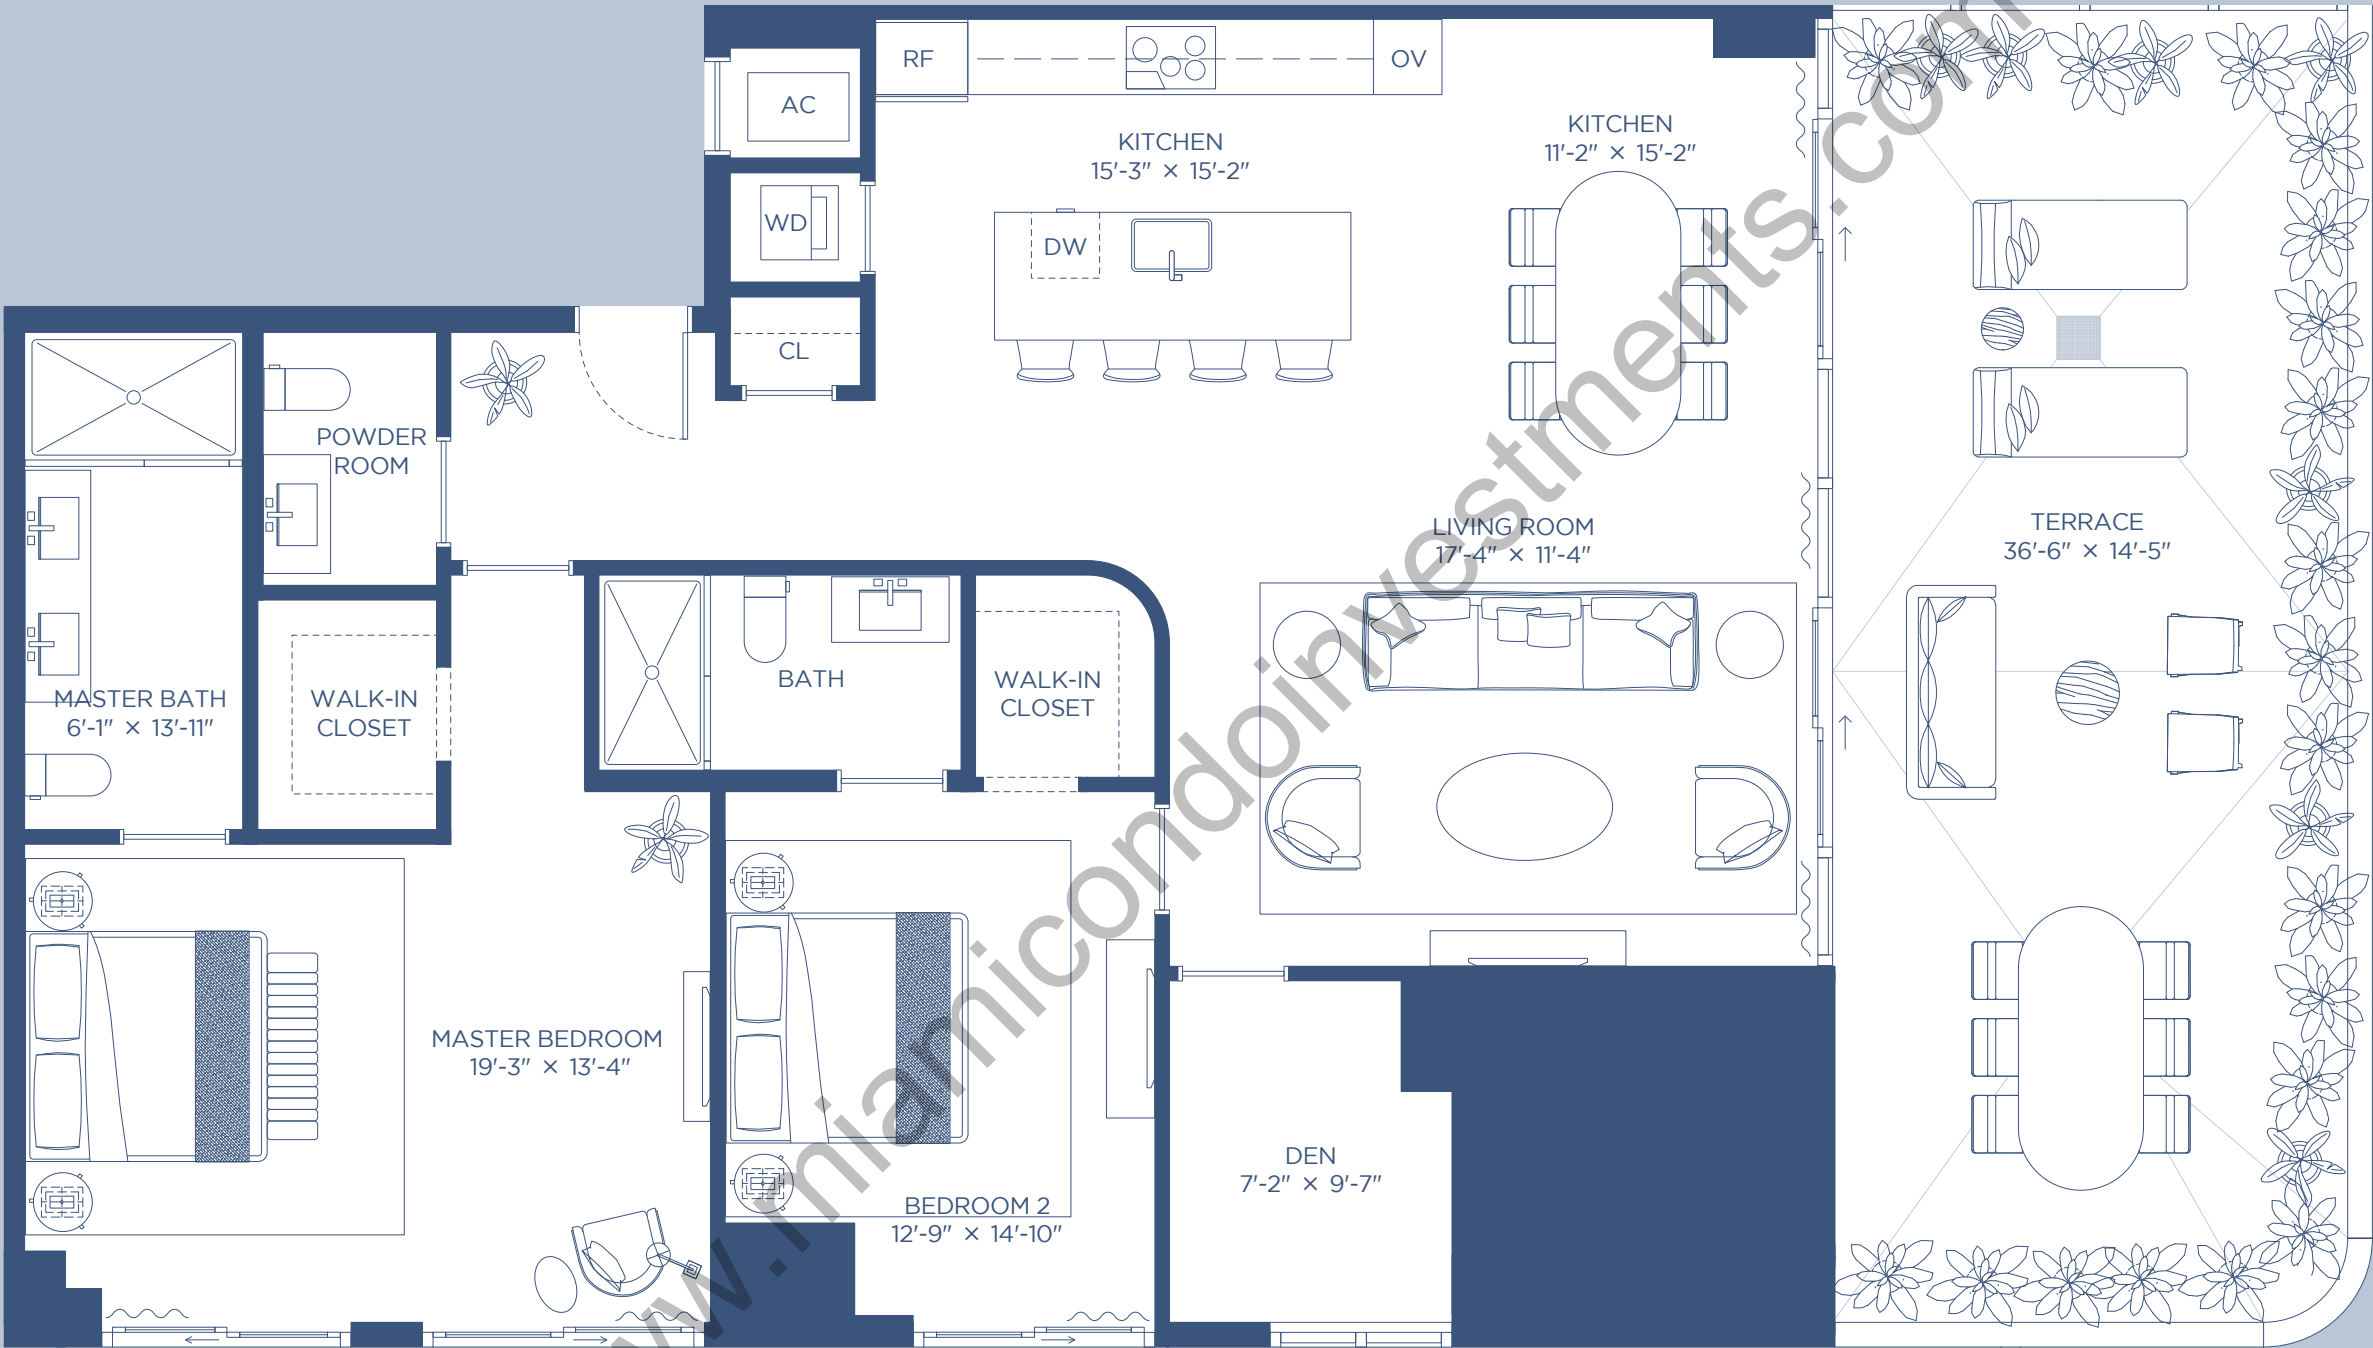 RF
OV
AC
KITCHEN
15'-3" × 15'-2"
KITCHEN
11'-2" × 15'-2"
WD
DW
CL
POWDER
ROOM
LIVING ROOM
17'-4" × 11'-4"
TERRACE
36'-6" × 14'-5"
MASTER BATH
6'-1" × 13'-11"
WALK-IN
CLOSET
BATH
WALK-IN
CLOSET
MASTER BEDROOM
19'-3" × 13'-4"
BEDROOM 2
12'-9" × 14'-10"
DEN
7'-2" × 9'-7"
www.miamicondoinvestments.com